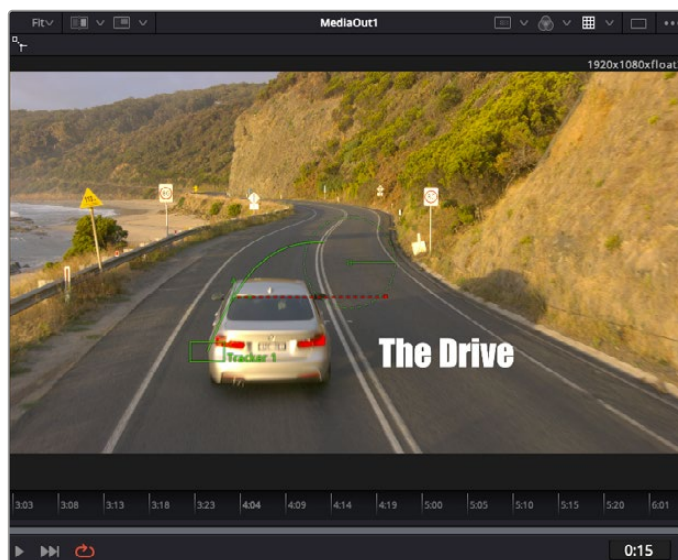 Fit
MediaOut1
1920x1080xfloat
Tracker 1
The Drive
3:03 3:08 3:13 3:18 3:23 4:04 4:09 4:14 4:19 5:00 5:05 5:10 5:15 5:20 6:01
0:15